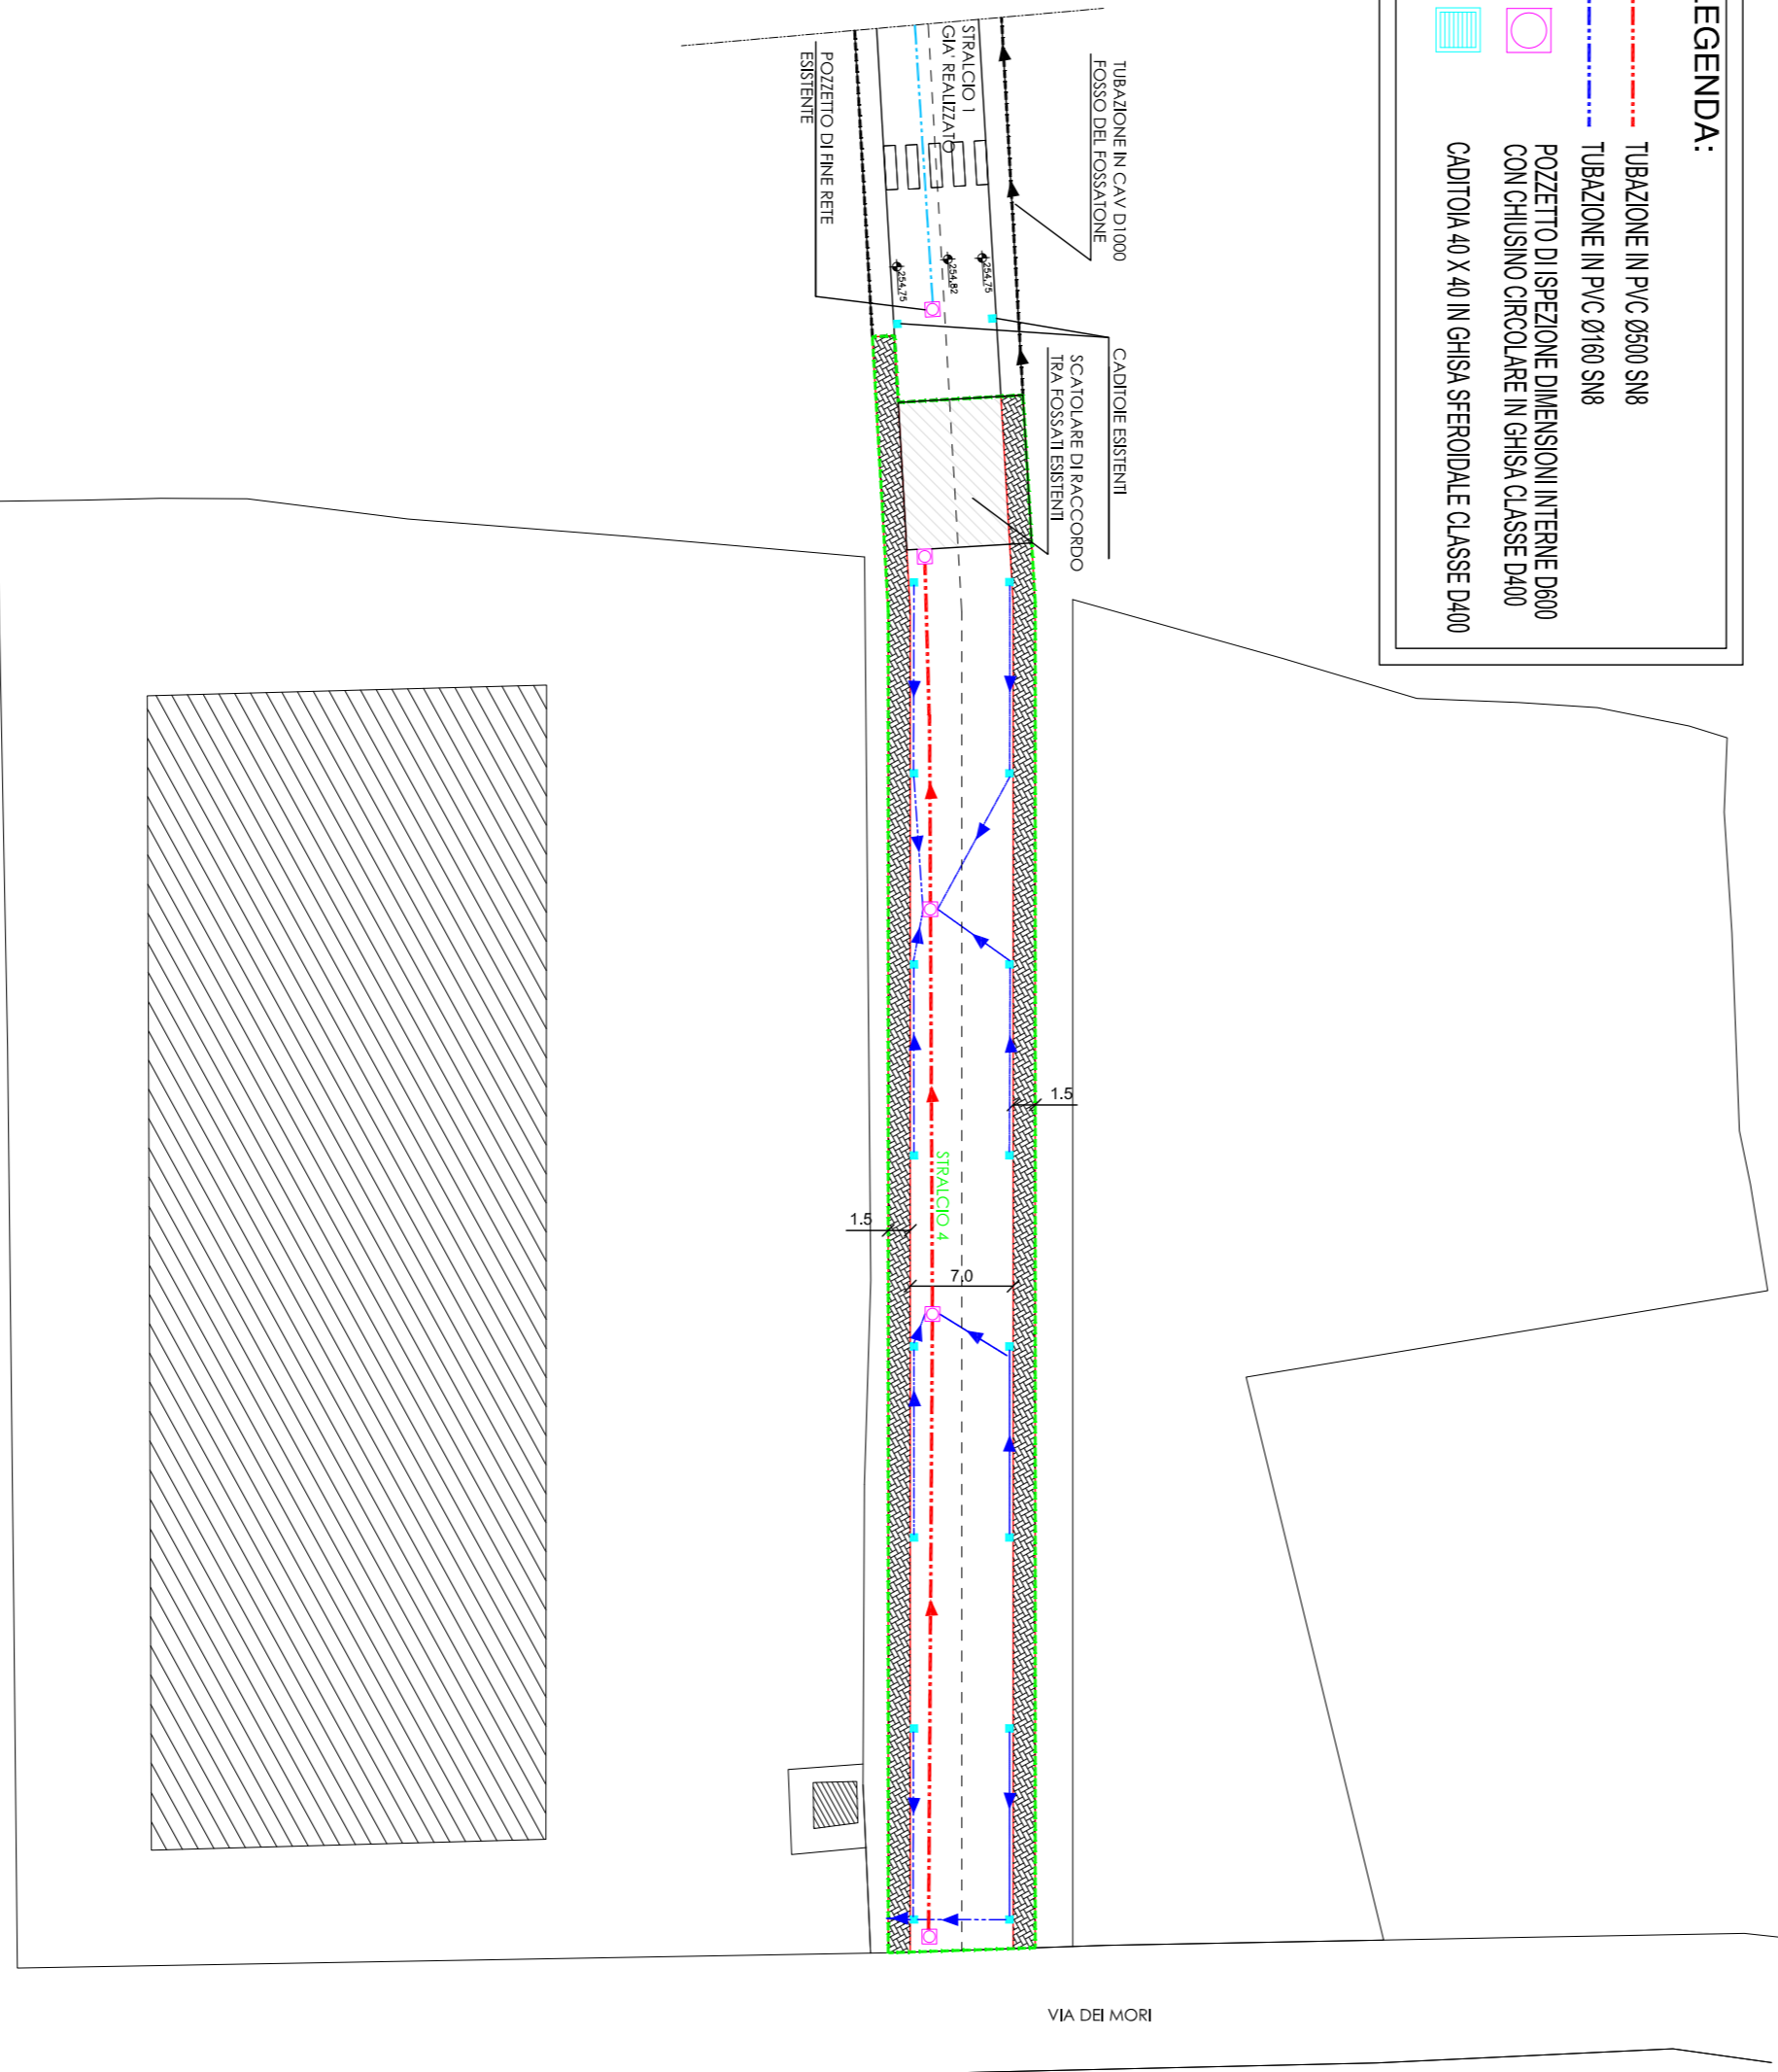 LEGENDA:
TUBAZIONE IN PVC Ø500 SN8
TUBAZIONE IN PVC Ø160 SN8
POZZETTO DI ISPEZIONE DIMENSIONI INTERNE D600
CON CHIUSINO CIRCOLARE IN GHISA CLASSE D400
CADITOIA 40 X 40 IN GHISA SFEROIDALE CLASSE D400
TUBAZIONE IN CAV D1000
FOSSO DEL FOSSATONE
STRALCIO 1
GIA' REALIZZATO
POZZETTO DI FINE RETE
ESISTENTE
254,75
254,82
254,75
CADITOIE ESISTENTI
SCATOLARE DI RACCORDO
TRA FOSSATI ESISTENTI
1.5
STRALCIO 4
1.5
7,0
VIA DEI MORI